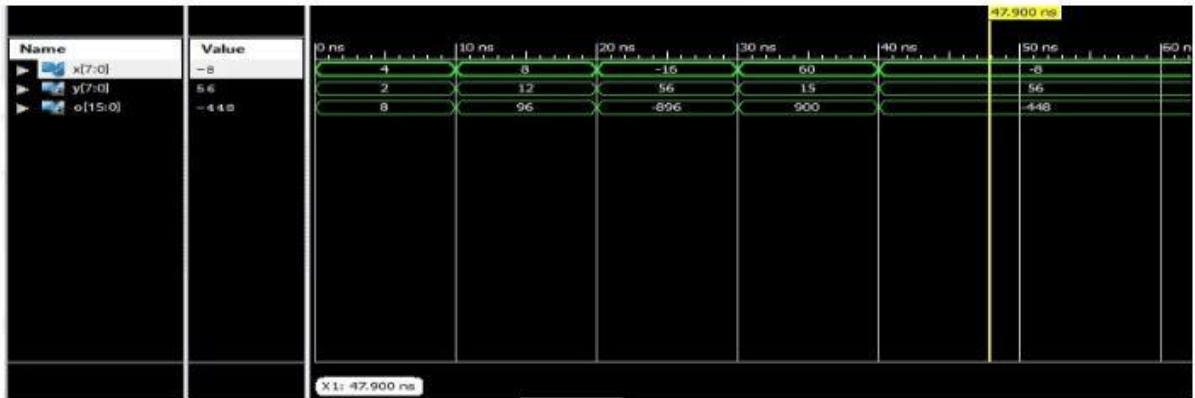 47.900 ns
Name Value 0 ns 10 ns 20 ns 30 ns 40 ns 50 ns 60 n
x[7:0] -8 4 8 -16 60 -8
y[7:0] 56 2 12 56 15 56
o[15:0] -448 8 96 -896 900 -448
X1: 47.900 ns